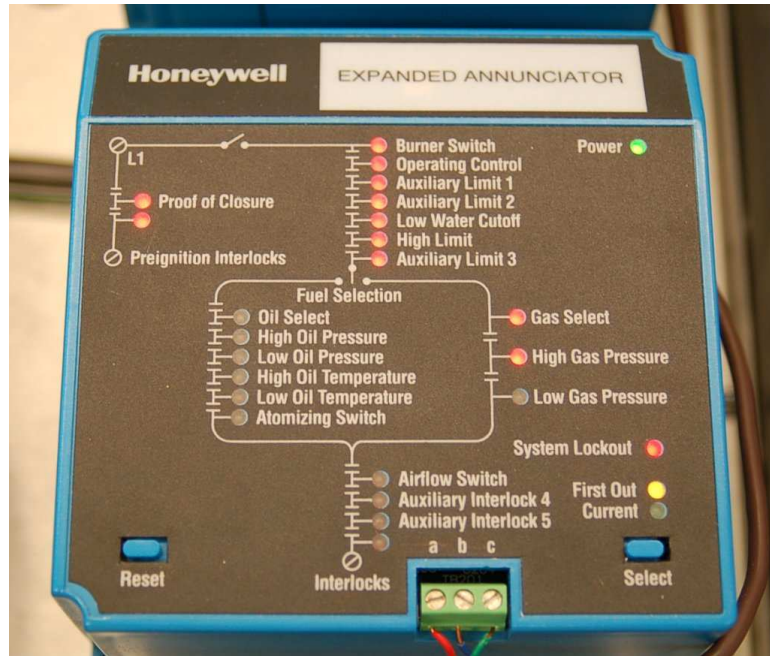 Honeywell
EXPANDED ANNUNCIATOR
L1
Burner Switch
Power
Operating Control
Auxiliary Limit 1
Proof of Closure
Auxiliary Limit 2
Low Water Cutoff
High Limit
Preignition Interlocks
Auxiliary Limit 3
Fuel Selection
Oil Select
Gas Select
High Oil Pressure
Low Oil Pressure
High Gas Pressure
High Oil Temperature
Low Oil Temperature
Low Gas Pressure
Atomizing Switch
System Lockout
Airflow Switch
First Out
Auxiliary Interlock 4
Current
Auxiliary Interlock 5
a b c
Reset
Interlocks
TB201
Select